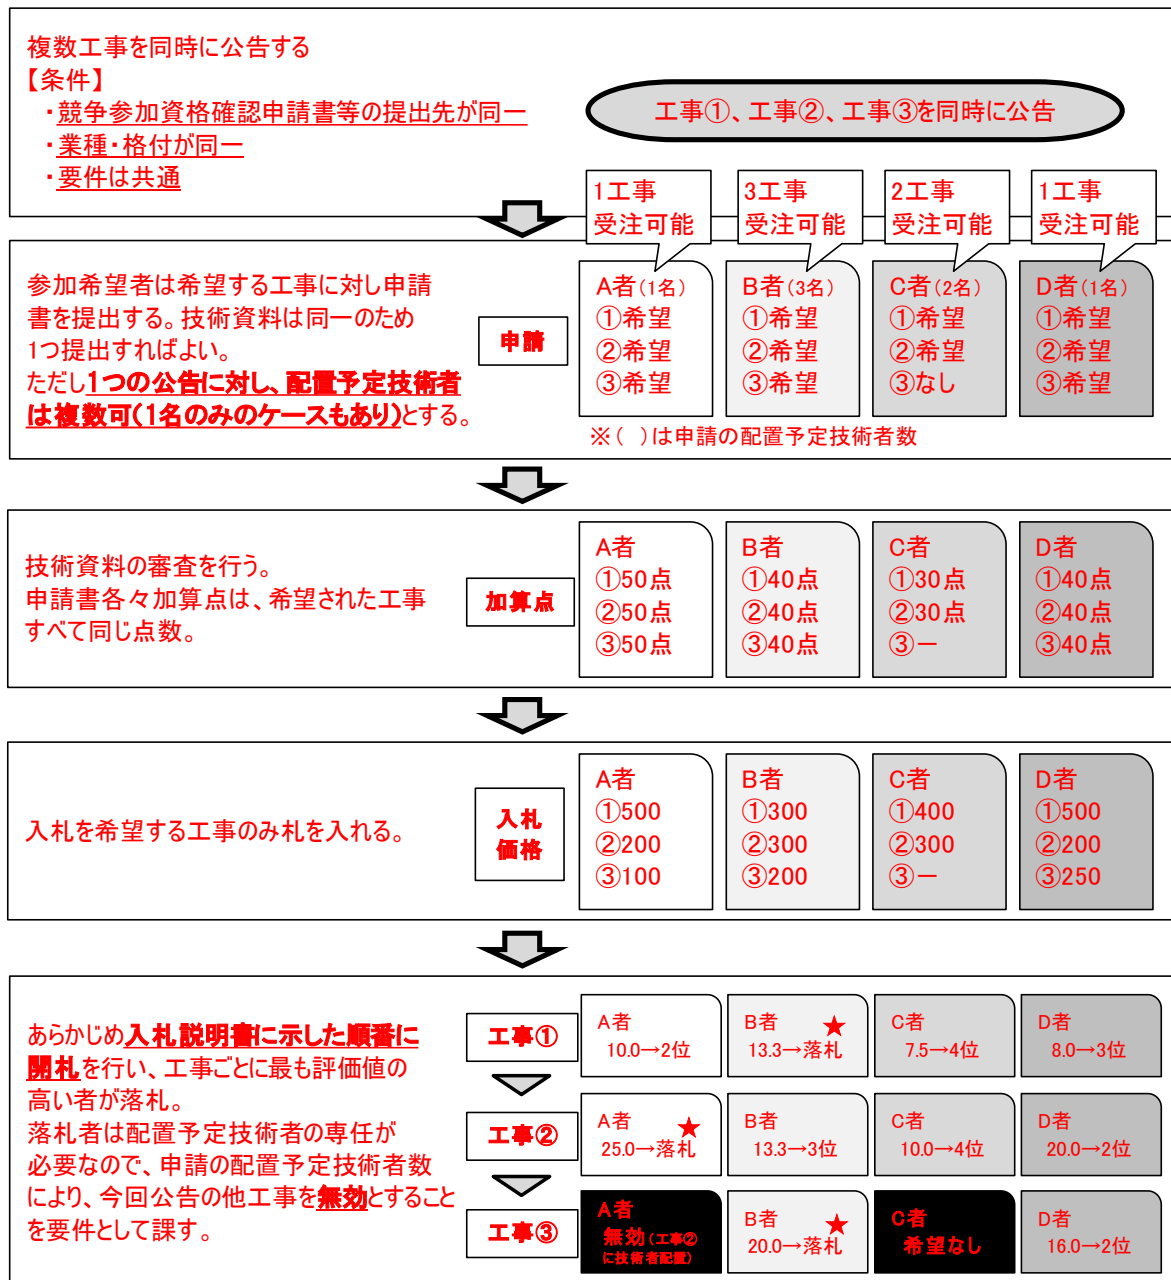 複数工事を同時に公告する
【条件】
・競争参加資格確認申請書等の提出先が同一
・業種・格付が同一
・要件は共通
工事①、工事②、工事③を同時に公告
1工事
受注可能
3工事
受注可能
2工事
受注可能
1工事
受注可能
参加希望者は希望する工事に対し申請
書を提出する。技術資料は同一のため
1つ提出すればよい。
ただし1つの公告に対し、配置予定技術者
は複数可(1名のみのケースもあり)とする。
申請
A者(1名)
①希望
②希望
③希望
B者(3名)
①希望
②希望
③希望
C者(2名)
①希望
②希望
③なし
D者(1名)
①希望
②希望
③希望
※( )は申請の配置予定技術者数
技術資料の審査を行う。
申請書各々加算点は、希望された工事
すべて同じ点数。
加算点
A者
①50点
②50点
③50点
B者
①40点
②40点
③40点
C者
①30点
②30点
③ー
D者
①40点
②40点
③40点
入札を希望する工事のみ札を入れる。
入札
価格
A者
①500
②200
③100
B者
①300
②300
③200
C者
①400
②300
③ー
D者
①500
②200
③250
あらかじめ入札説明書に示した順番に
開札を行い、工事ごとに最も評価値の
高い者が落札。
落札者は配置予定技術者の専任が
必要なので、申請の配置予定技術者数
により、今回公告の他工事を無効とすること
を要件として課す。
工事①
A者
10.0→2位
B者 ★
13.3→落札
C者
7.5→4位
D者
8.0→3位
工事②
A者 ★
25.0→落札
B者
13.3→3位
C者
10.0→4位
D者
20.0→2位
工事③
A者
無効(工事②
に技術者配置)
B者 ★
20.0→落札
C者
希望なし
D者
16.0→2位